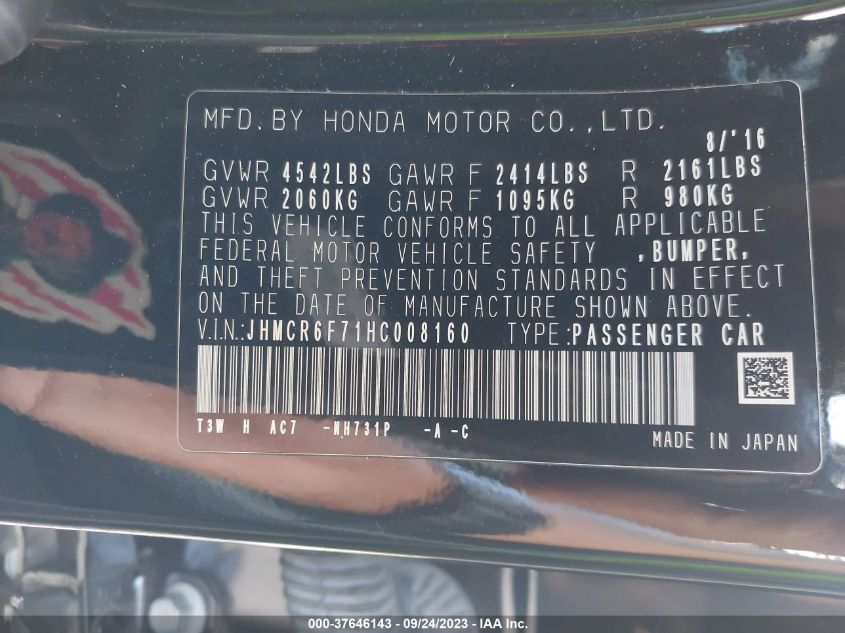 MFD. BY HONDA MOTOR CO., LTD.
8/'16
GVWR 4542LBS GAWR F 2414LBS R 2161LBS
GVWR 2060KG GAWR F 1095KG R 980KG
THIS VEHICLE CONFORMS TO ALL APPLICABLE
FEDERAL MOTOR VEHICLE SAFETY , BUMPER,
AND THEFT PREVENTION STANDARDS IN EFFECT
ON THE DATE OF MANUFACTURE SHOWN ABOVE.
V.I.N.:JHMCR6F71HC008160 TYPE:PASSENGER CAR
T3W H AC7 -NH731P -A -C
MADE IN JAPAN
000-37646143 / 09/24/2023 - IAA Inc.